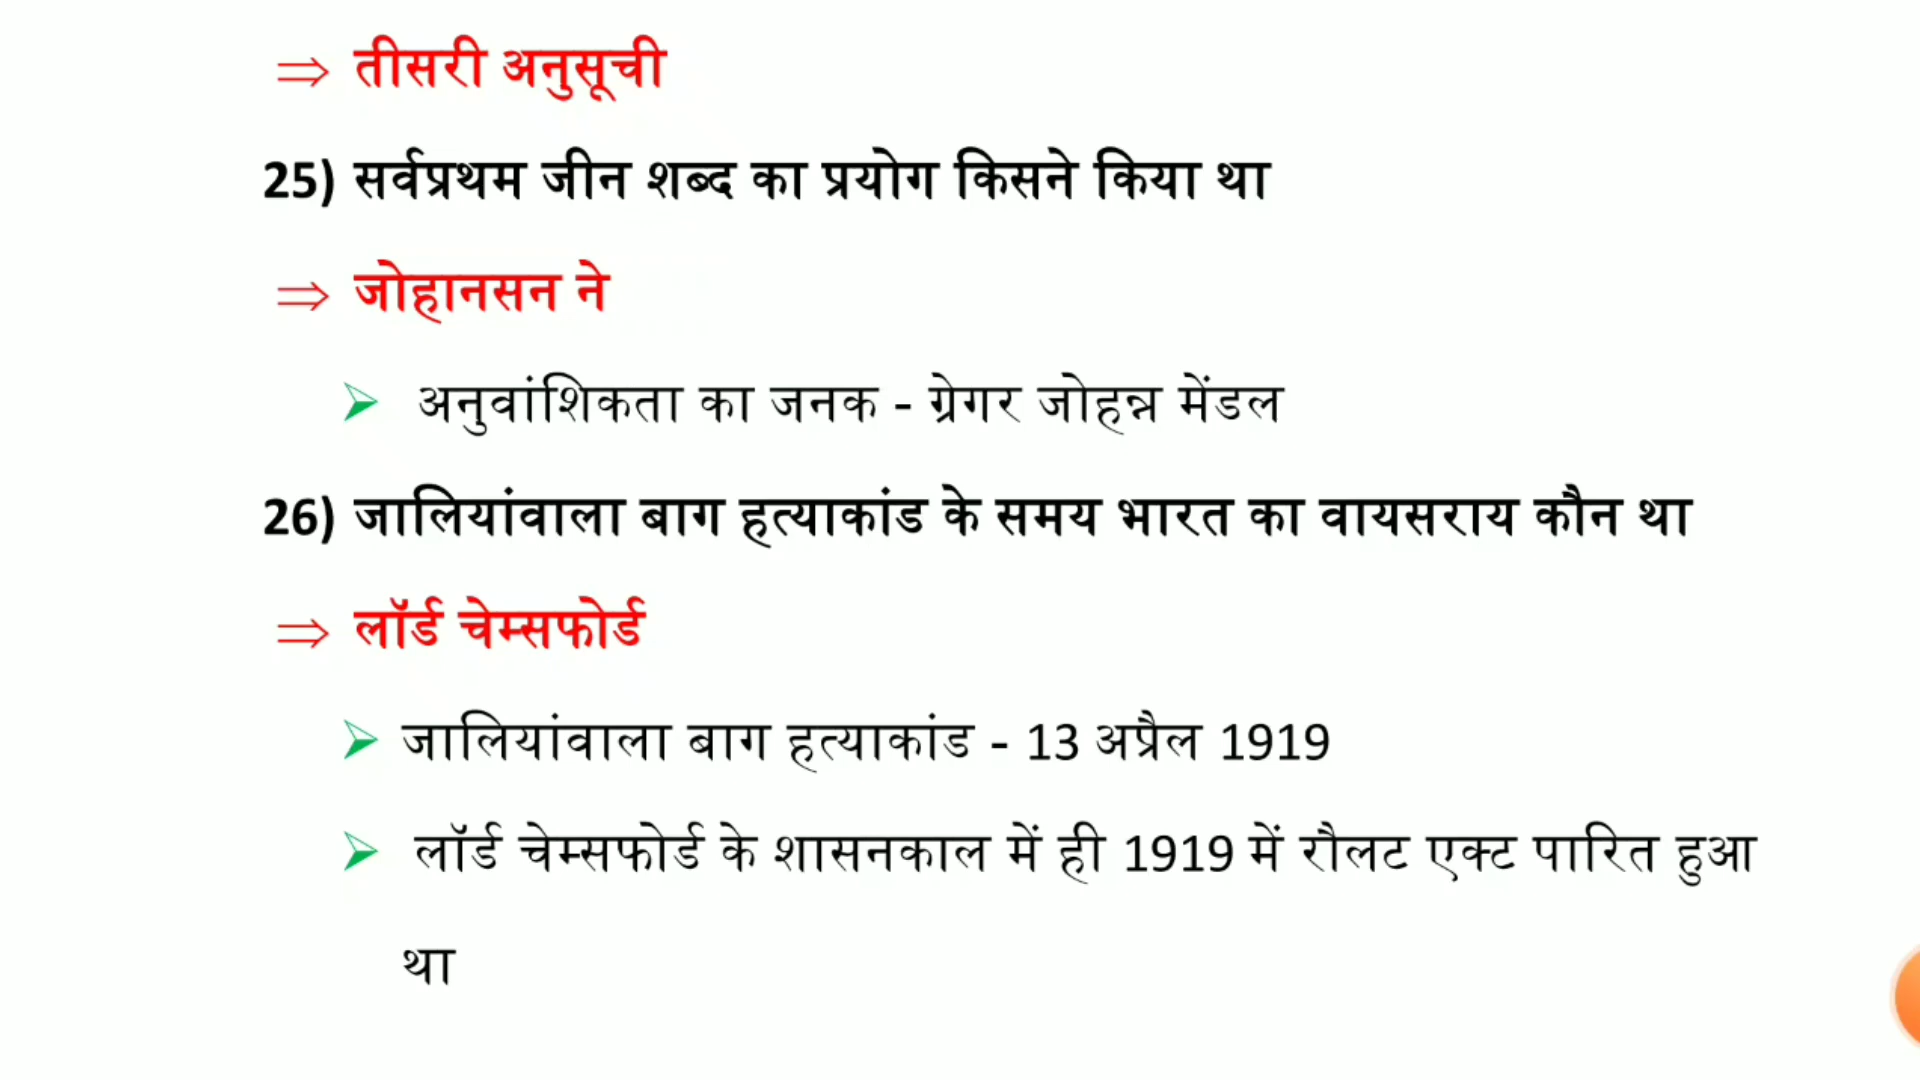 ⇒ तीसरी अनुसूची
25) सर्वप्रथम जीन शब्द का प्रयोग किसने किया था
⇒ जोहानसन ने
➢ अनुवांशिकता का जनक - ग्रेगर जोहन्न मेंडल
26) जालियांवाला बाग हत्याकांड के समय भारत का वायसराय कौन था
⇒ लॉर्ड चेम्सफोर्ड
➢ जालियांवाला बाग हत्याकांड - 13 अप्रैल 1919
➢ लॉर्ड चेम्सफोर्ड के शासनकाल में ही 1919 में रौलट एक्ट पारित हुआ
था